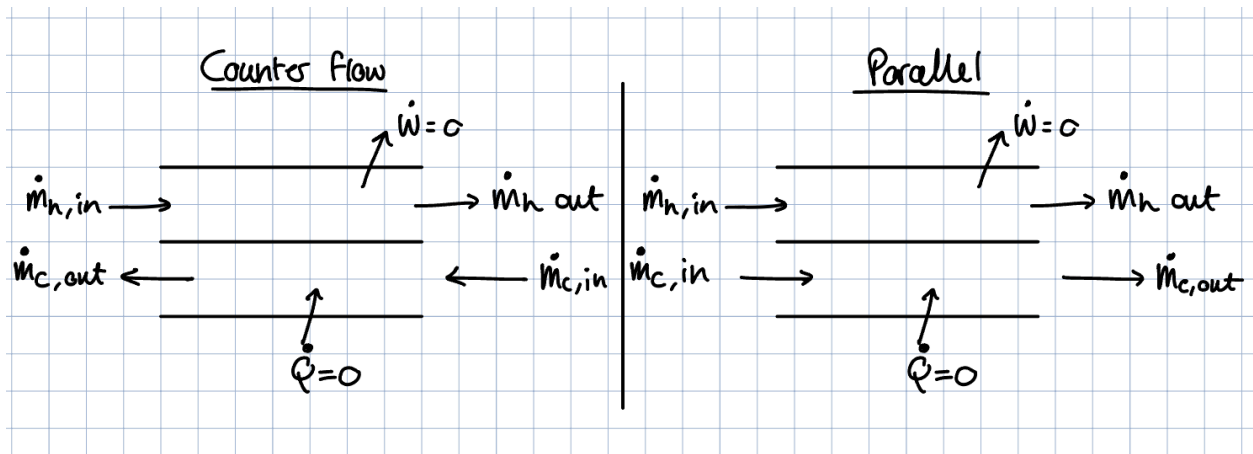 Counter flow
Ẇ=0
ṁh,in
ṁh out
ṁc,out
ṁc,in
Q̇=0
Parallel
Ẇ=0
ṁh,in
ṁh out
ṁc,in
ṁc,out
Q̇=0